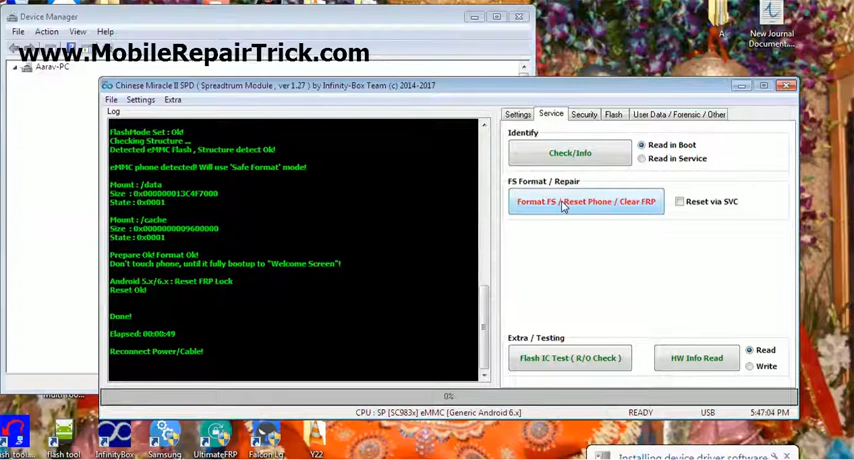 Device Manager
File Action View Help
www.MobileRepairTrick.com
Aarav-PC
A
New Journal
Document....
Chinese Miracle II SPD ( Spreadtrum Module , ver 1.27 ) by Infinity-Box Team (c) 2014-2017
File Settings Extra
Log
FlashMode Set : Ok!
Checking Structure ...
Detected eMMC Flash , Structure detect Ok!
eMMC phone detected! Will use 'Safe Format' mode!
Mount : /data
Size : 0x000000013C4F7000
State : 0x0001
Mount : /cache
Size : 0x0000000009600000
State : 0x0001
Prepare Ok! Format Ok!
Don't touch phone, until it fully bootup to "Welcome Screen"!
Android 5.x/6.x : Reset FRP Lock
Reset Ok!
Done!
Elapsed: 00:00:49
Reconnect Power/Cable!
Settings Service Security Flash User Data / Forensic / Other
Identify
Check/Info
Read in Boot
Read in Service
FS Format / Repair
Format FS / Reset Phone / Clear FRP
Reset via SVC
Extra / Testing
Flash IC Test ( R/O Check )
HW Info Read
Read
Write
0%
CPU : SP [SC983x] eMMC [Generic Android 6.x] READY USB 5:47:04 PM
flash tool InfinityBox Samsung UltimateFRP Falcon Lg Y22
Installing device driver software